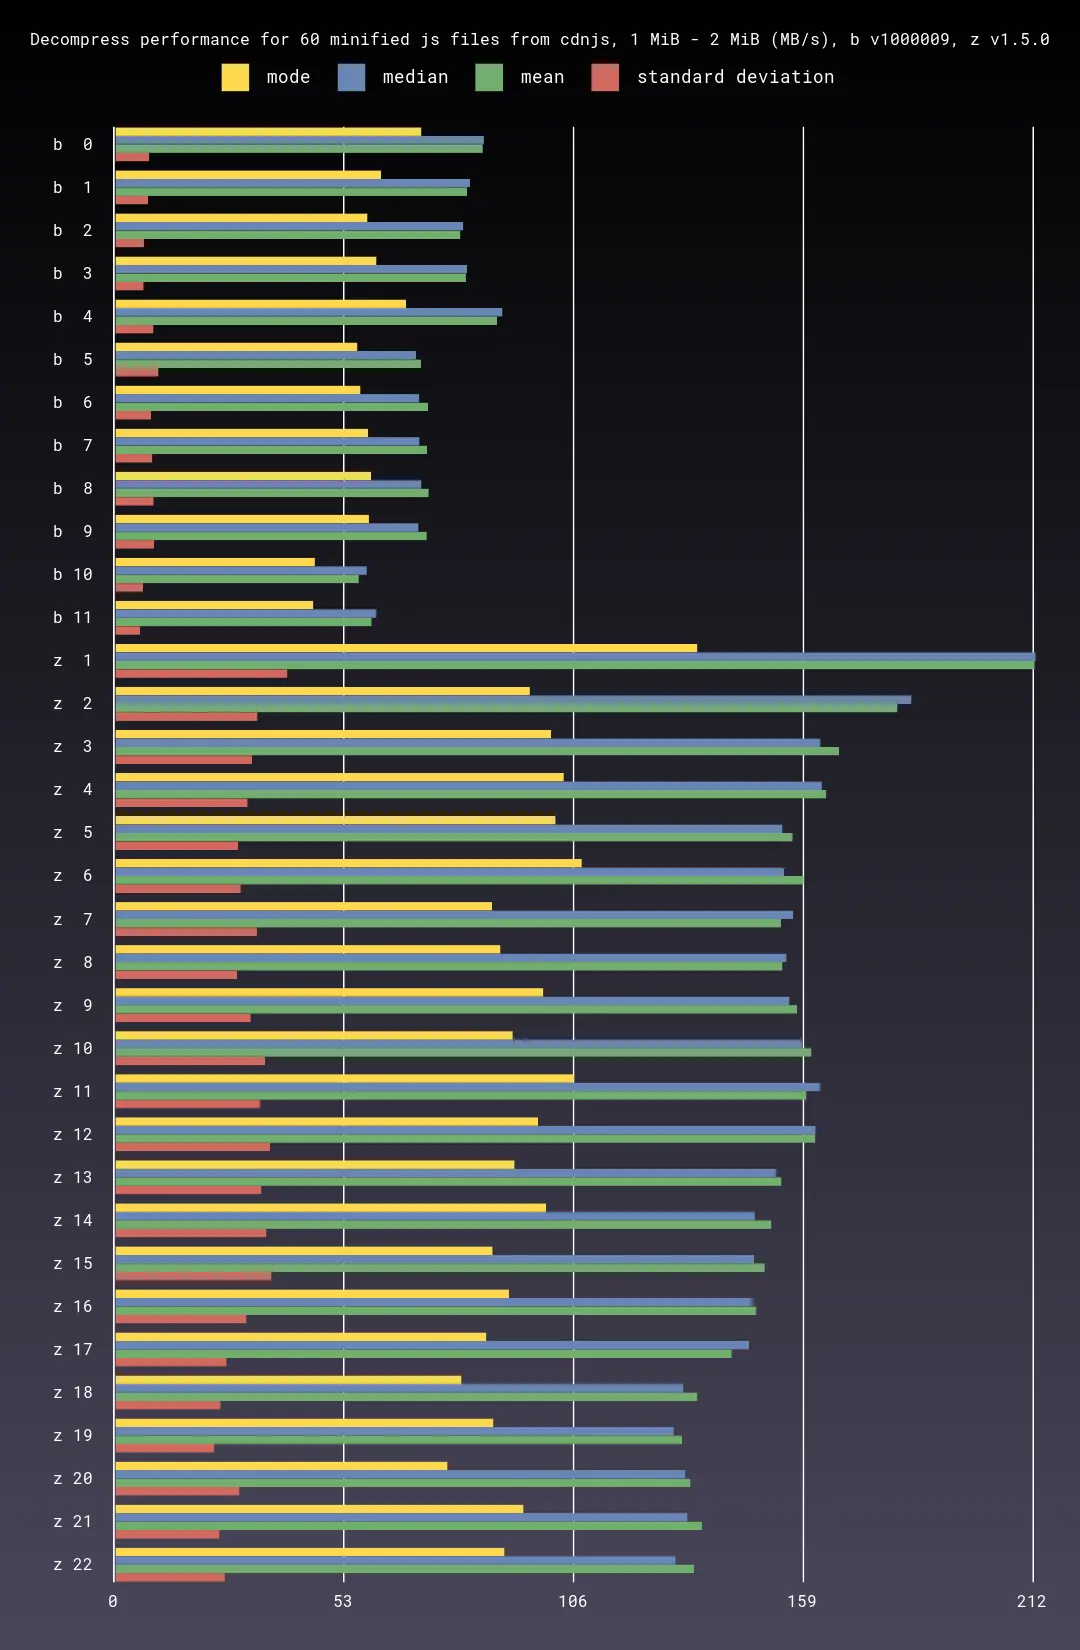 Decompress performance for 60 minified js files from cdnjs, 1 MiB - 2 MiB (MB/s), b v1000009, z v1.5.0
mode median mean standard deviation
b 0
b 1
b 2
b 3
b 4
b 5
b 6
b 7
b 8
b 9
b 10
b 11
z 1
z 2
z 3
z 4
z 5
z 6
z 7
z 8
z 9
z 10
z 11
z 12
z 13
z 14
z 15
z 16
z 17
z 18
z 19
z 20
z 21
z 22
0 53 106 159 212